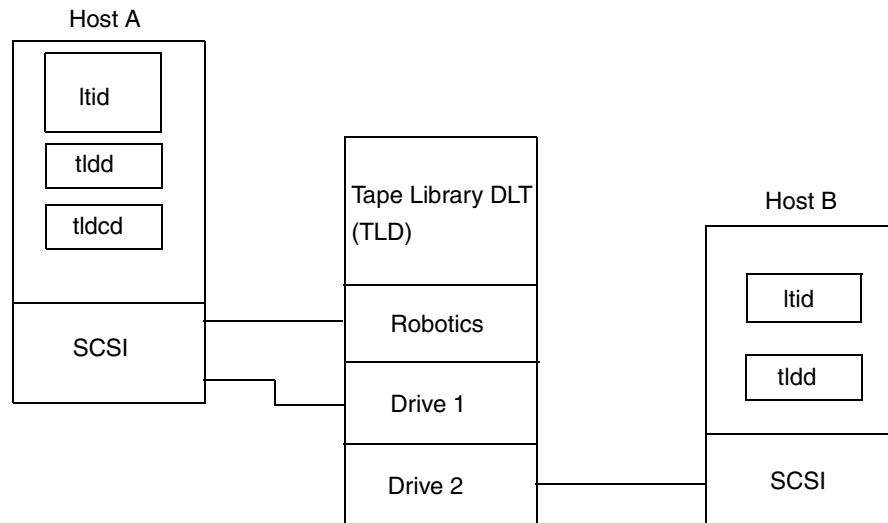 Host A
ltid
tldd
tldcd
SCSI
Tape Library DLT
(TLD)
Robotics
Drive 1
Drive 2
Host B
ltid
tldd
SCSI